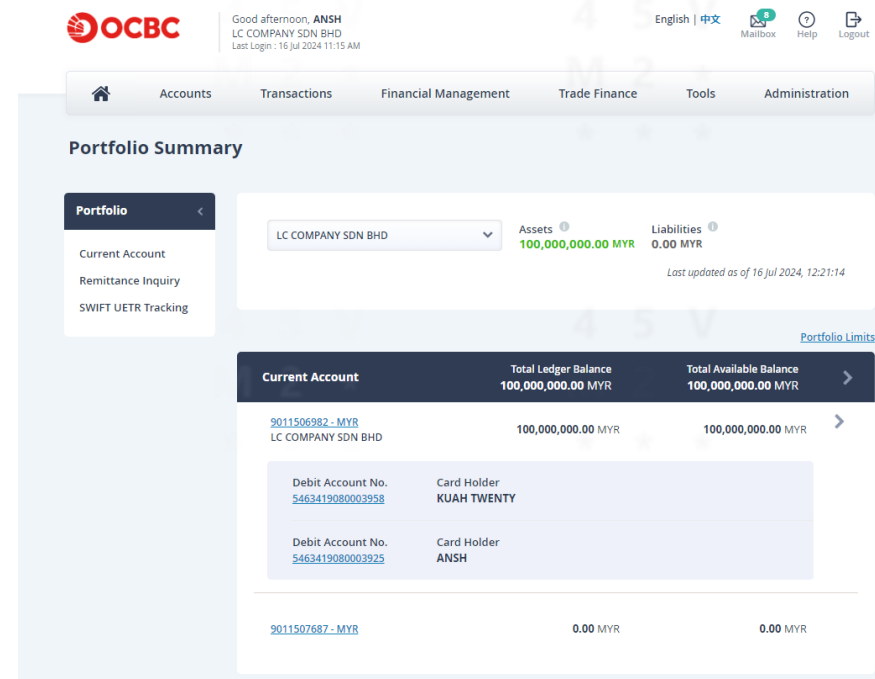 OCBC
Good afternoon, ANSH
LC COMPANY SDN BHD
Last Login : 16 Jul 2024 11:15 AM
English | 中文
8
Mailbox
?
Help
Logout
Accounts Transactions Financial Management Trade Finance Tools Administration
Portfolio Summary
Portfolio
Current Account
Remittance Inquiry
SWIFT UETR Tracking
LC COMPANY SDN BHD
Assets
100,000,000.00 MYR
Liabilities
0.00 MYR
Last updated as of 16 Jul 2024, 12:21:14
Portfolio Limits
Current Account
Total Ledger Balance
100,000,000.00 MYR
Total Available Balance
100,000,000.00 MYR
9011506982 - MYR
LC COMPANY SDN BHD
100,000,000.00 MYR
100,000,000.00 MYR
Debit Account No.
5463419080003958
Card Holder
KUAH TWENTY
Debit Account No.
5463419080003925
Card Holder
ANSH
9011507687 - MYR
0.00 MYR
0.00 MYR